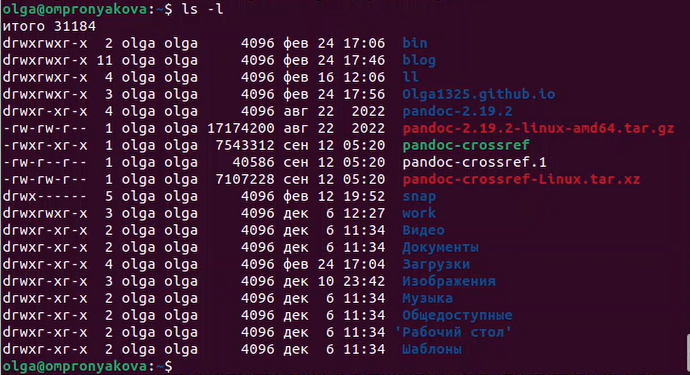 olga@ompronyakova:~$ ls -l
итого 31184
drwxrwxr-x  2 olga olga     4096 фев 24 17:06  bin
drwxrwxr-x 11 olga olga     4096 фев 24 17:46  blog
drwxrwxr-x  4 olga olga     4096 фев 16 12:06  ll
drwxrwxr-x  3 olga olga     4096 фев 24 17:56  Olga1325.github.io
drwxr-xr-x  4 olga olga     4096 авг 22  2022  pandoc-2.19.2
-rw-rw-r--  1 olga olga 17174200 авг 22  2022  pandoc-2.19.2-linux-amd64.tar.gz
-rwxr-xr-x  1 olga olga  7543312 сен 12 05:20  pandoc-crossref
-rw-r--r--  1 olga olga    40586 сен 12 05:20  pandoc-crossref.1
-rw-rw-r--  1 olga olga  7107228 сен 12 05:20  pandoc-crossref-Linux.tar.xz
drwx------  5 olga olga     4096 фев 12 19:52  snap
drwxrwxr-x  3 olga olga     4096 дек  6 12:27  work
drwxr-xr-x  2 olga olga     4096 дек  6 11:34  Видео
drwxr-xr-x  2 olga olga     4096 дек  6 11:34  Документы
drwxr-xr-x  4 olga olga     4096 фев 24 17:04  Загрузки
drwxr-xr-x  3 olga olga     4096 дек 10 23:42  Изображения
drwxr-xr-x  2 olga olga     4096 дек  6 11:34  Музыка
drwxr-xr-x  2 olga olga     4096 дек  6 11:34  Общедоступные
drwxr-xr-x  2 olga olga     4096 дек  6 11:34 'Рабочий стол'
drwxr-xr-x  2 olga olga     4096 дек  6 11:34  Шаблоны
olga@ompronyakova:~$